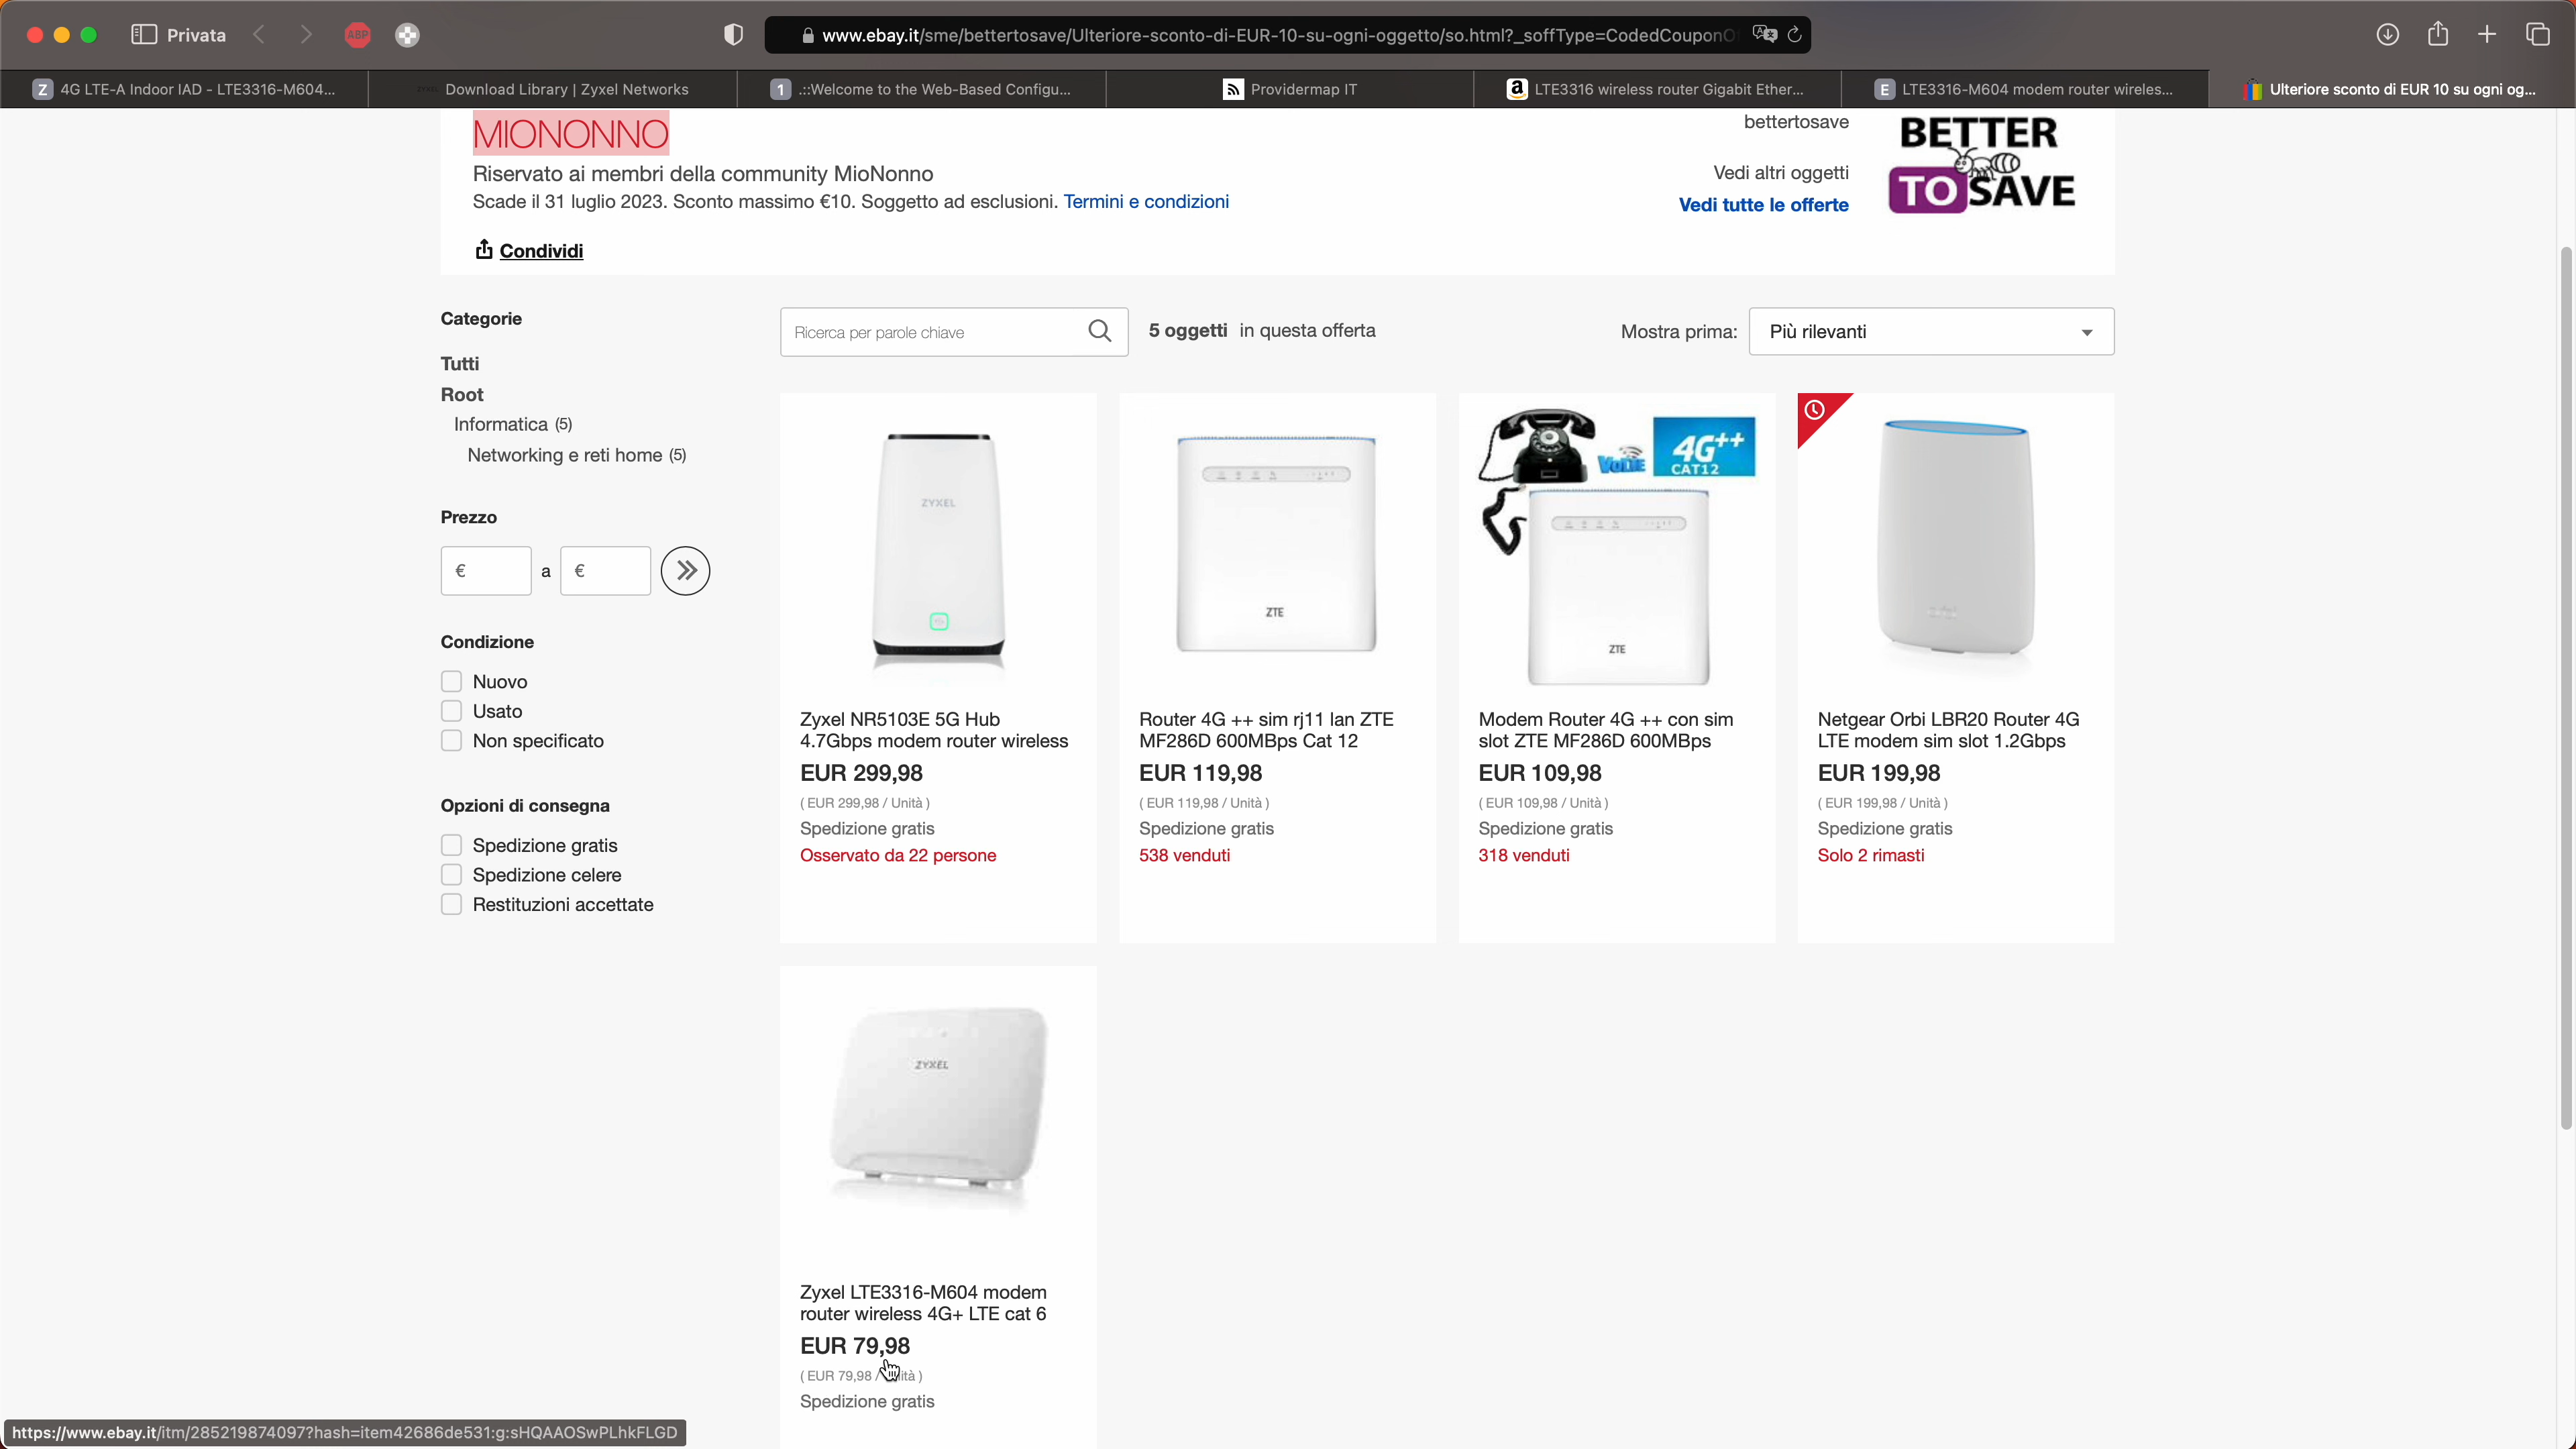 Privata
ABP
www.ebay.it/sme/bettertosave/Ulteriore-sconto-di-EUR-10-su-ogni-oggetto/so.html?_soffType=CodedCouponO
Z 4G LTE-A Indoor IAD - LTE3316-M604...
Download Library | Zyxel Networks
1 .::Welcome to the Web-Based Configu...
Providermap IT
a LTE3316 wireless router Gigabit Ether...
E LTE3316-M604 modem router wireles...
Ulteriore sconto di EUR 10 su ogni og...
MIONONNO
Riservato ai membri della community MioNonno
Scade il 31 luglio 2023. Sconto massimo €10. Soggetto ad esclusioni. Termini e condizioni
Condividi
bettertosave
Vedi altri oggetti
Vedi tutte le offerte
BETTER
TO SAVE
Categorie
Tutti
Root
Informatica (5)
Networking e reti home (5)
Prezzo
€ a €
Condizione
Nuovo
Usato
Non specificato
Opzioni di consegna
Spedizione gratis
Spedizione celere
Restituzioni accettate
Ricerca per parole chiave
5 oggetti in questa offerta
Mostra prima: Più rilevanti
ZYXEL
Zyxel NR5103E 5G Hub
4.7Gbps modem router wireless
EUR 299,98
( EUR 299,98 / Unità )
Spedizione gratis
Osservato da 22 persone
ZTE
Router 4G ++ sim rj11 lan ZTE
MF286D 600MBps Cat 12
EUR 119,98
( EUR 119,98 / Unità )
Spedizione gratis
538 venduti
VoLTE
4G++
CAT12
ZTE
Modem Router 4G ++ con sim
slot ZTE MF286D 600MBps
EUR 109,98
( EUR 109,98 / Unità )
Spedizione gratis
318 venduti
Netgear Orbi LBR20 Router 4G
LTE modem sim slot 1.2Gbps
EUR 199,98
( EUR 199,98 / Unità )
Spedizione gratis
Solo 2 rimasti
ZYXEL
Zyxel LTE3316-M604 modem
router wireless 4G+ LTE cat 6
EUR 79,98
( EUR 79,98 /
Spedizione gratis
https://www.ebay.it/itm/285219874097?hash=item42686de531:g:sHQAAOSwPLhkFLGD